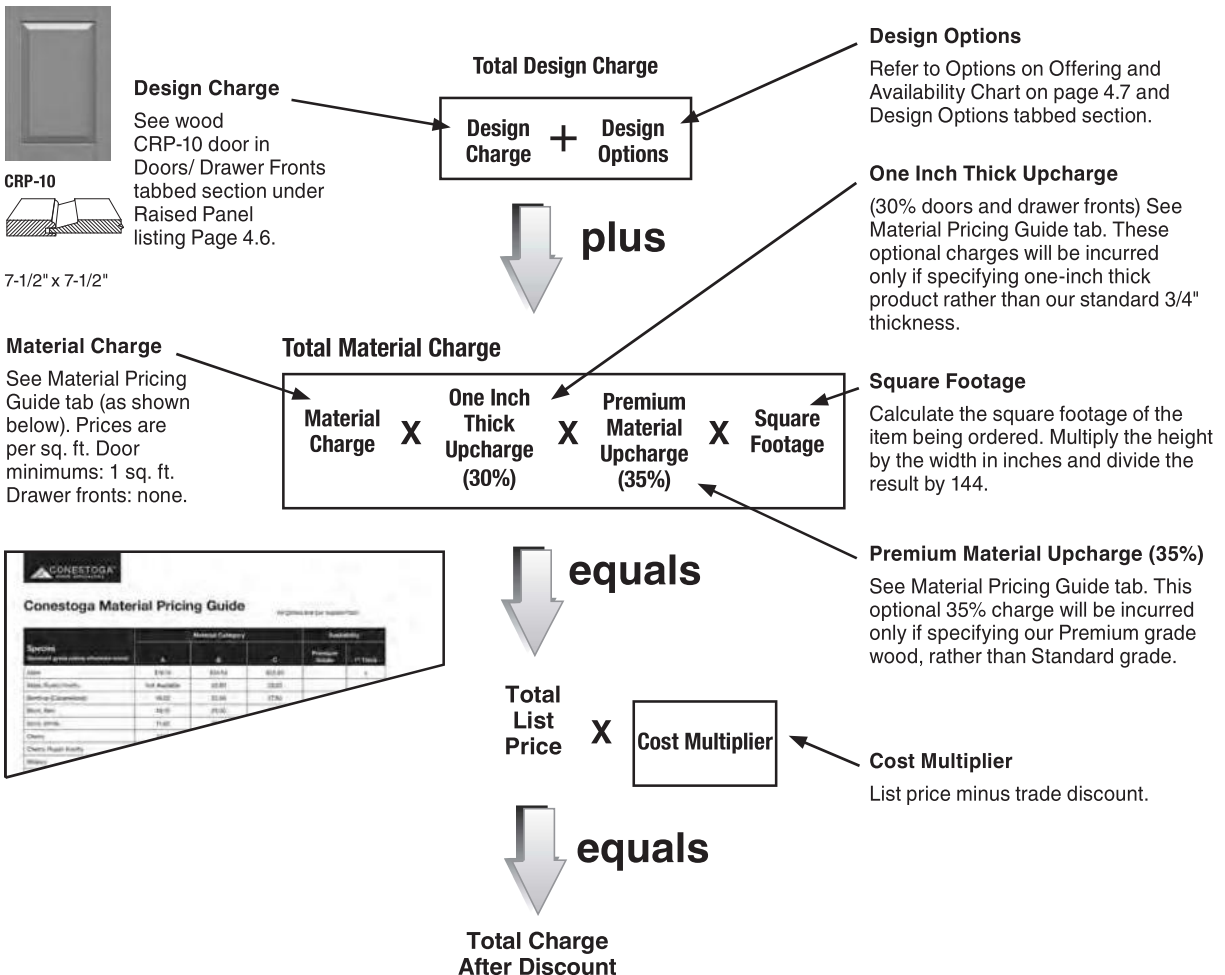 Design Charge
See wood
CRP-10 door in
Doors/ Drawer Fronts
tabbed section under
Raised Panel
listing Page 4.6.
CRP-10
7-1/2" x 7-1/2"
Total Design Charge
Design
Charge
+
Design
Options
Design Options
Refer to Options on Offering and
Availability Chart on page 4.7 and
Design Options tabbed section.
plus
One Inch Thick Upcharge
(30% doors and drawer fronts) See
Material Pricing Guide tab. These
optional charges will be incurred
only if specifying one-inch thick
product rather than our standard 3/4"
thickness.
Material Charge
See Material Pricing
Guide tab (as shown
below). Prices are
per sq. ft. Door
minimums: 1 sq. ft.
Drawer fronts: none.
Total Material Charge
Material
Charge
X
One Inch
Thick
Upcharge
(30%)
X
Premium
Material
Upcharge
(35%)
X
Square
Footage
Square Footage
Calculate the square footage of the
item being ordered. Multiply the height
by the width in inches and divide the
result by 144.
Premium Material Upcharge (35%)
See Material Pricing Guide tab. This
optional 35% charge will be incurred
only if specifying our Premium grade
wood, rather than Standard grade.
CONESTOGA
Conestoga Material Pricing Guide
Material Category
Availability
Species
A
B
C
Premium
Grade
1" Thick
Not Available
Cherry
equals
Total
List
Price
X
Cost Multiplier
Cost Multiplier
List price minus trade discount.
equals
Total Charge
After Discount